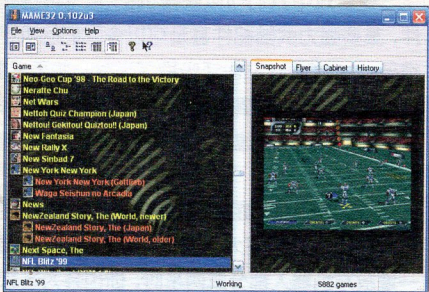 MAME32 0.102u3
File View Options Help
Game
Neo-Geo Cup '98 - The Road to the Victory
Neratte Chu
Net Wars
Nettoh Quiz Champion (Japan)
Nettou! Gekitou! Quiztou!! (Japan)
New Fantasia
New Rally X
New Sinbad 7
New York New York
New York New York (Gottlieb)
Waga Seishun no Arcadia
News
NewZealand Story, The (World, newer)
NewZealand Story, The (Japan)
NewZealand Story, The (World, older)
Next Space, The
NFL Blitz '99
Snapshot Flyer Cabinet History
NFL Blitz '99 Working 5882 games